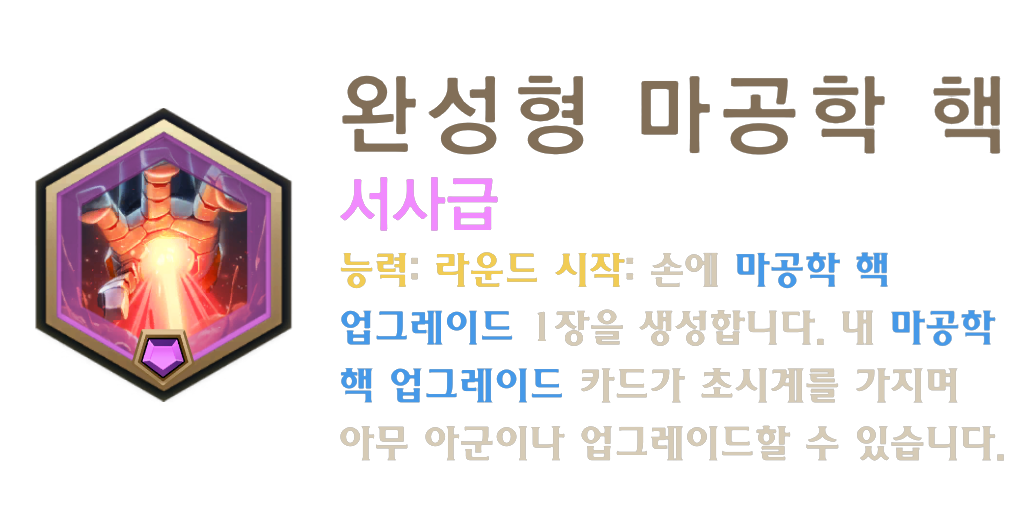 완성형 마공학 핵
서사급
능력: 라운드 시작: 손에 마공학 핵
업그레이드 1장을 생성합니다. 내 마공학
핵 업그레이드 카드가 초시계를 가지며
아무 아군이나 업그레이드할 수 있습니다.